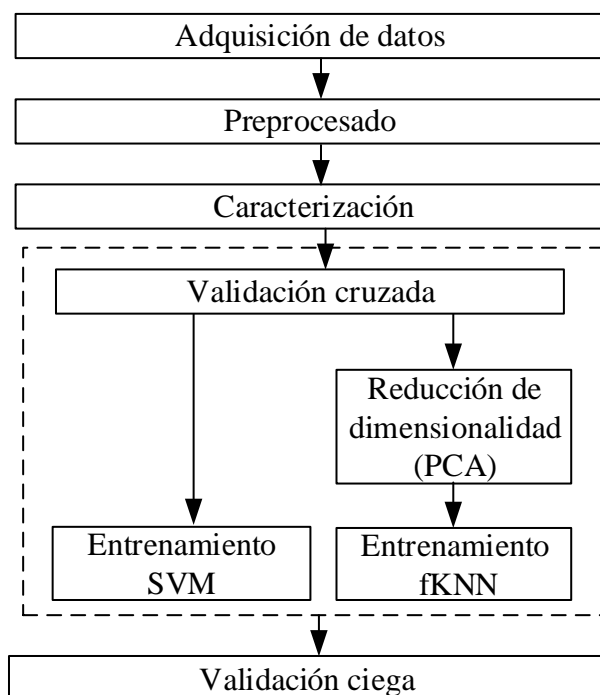 Adquisición de datos
Preprocesado
Caracterización
Validación cruzada
Reducción de
dimensionalidad
(PCA)
Entrenamiento
SVM
Entrenamiento
fKNN
Validación ciega